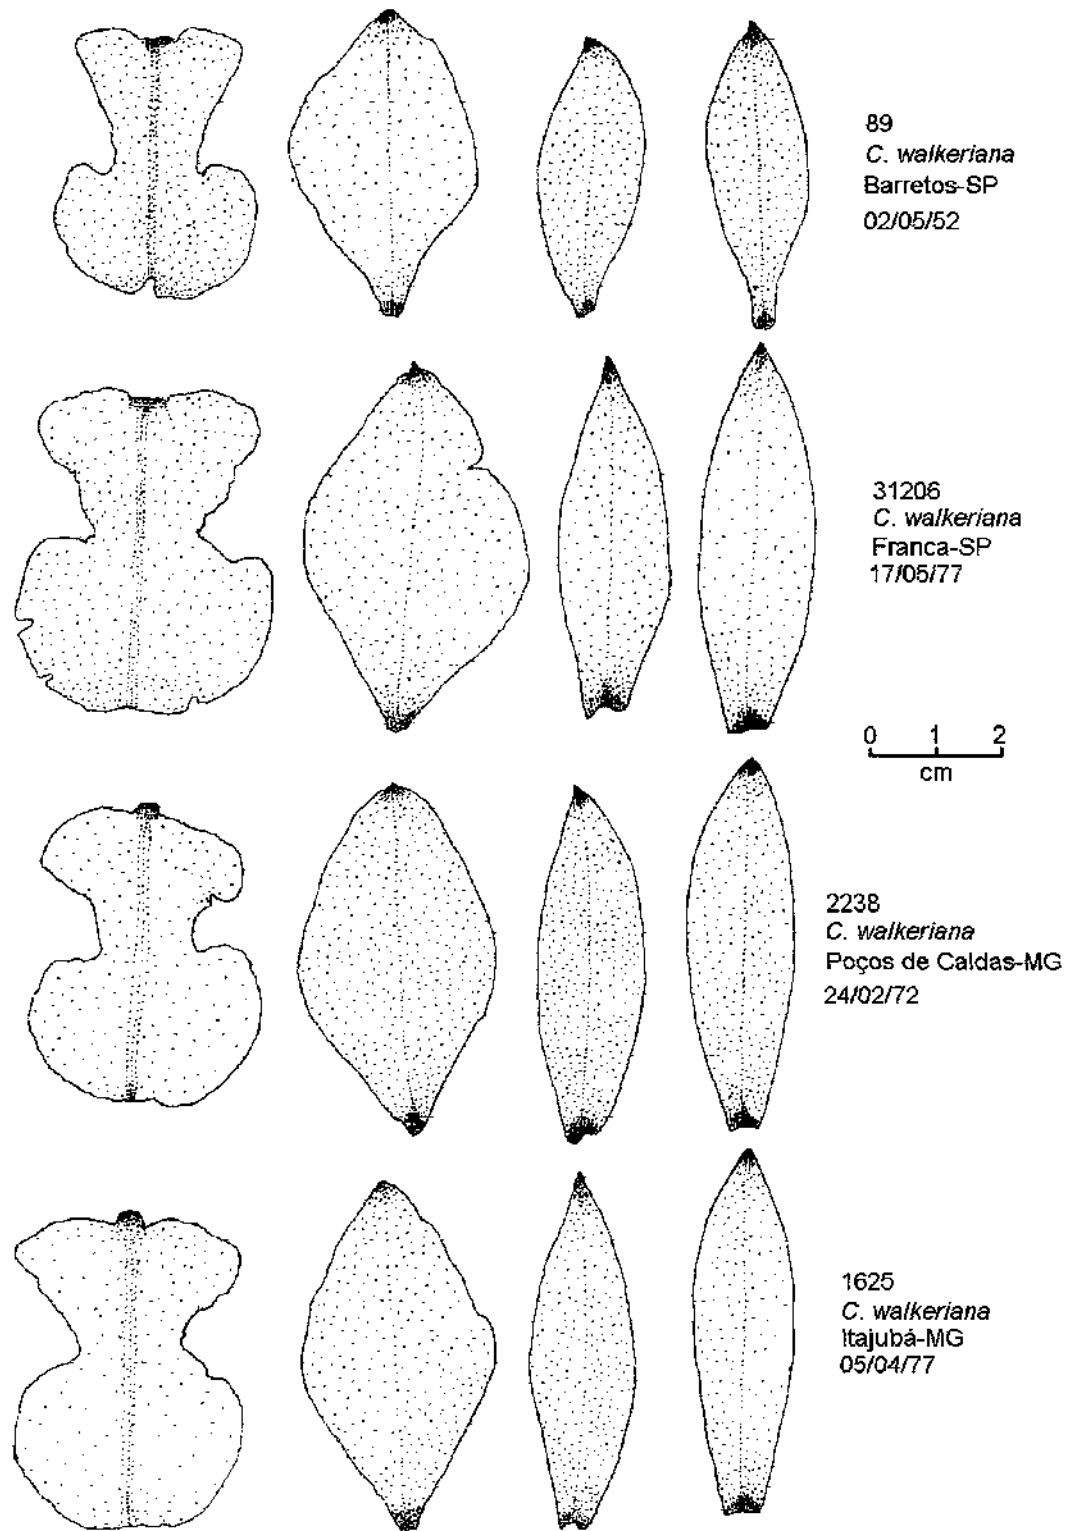 89
C. walkeriana
Barretos-SP
02/05/52
31206
C. walkeriana
Franca-SP
17/05/77
0 1 2
cm
2238
C. walkeriana
Poços de Caldas-MG
24/02/72
1625
C. walkeriana
Itajubá-MG
05/04/77